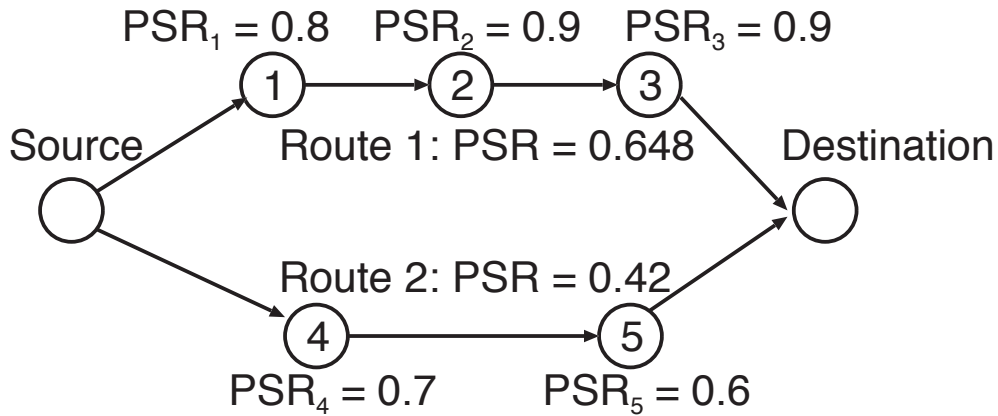 PSR₁ = 0.8 PSR₂ = 0.9 PSR₃ = 0.9
1 2 3
Source Route 1: PSR = 0.648 Destination
Route 2: PSR = 0.42
4 5
PSR₄ = 0.7 PSR₅ = 0.6